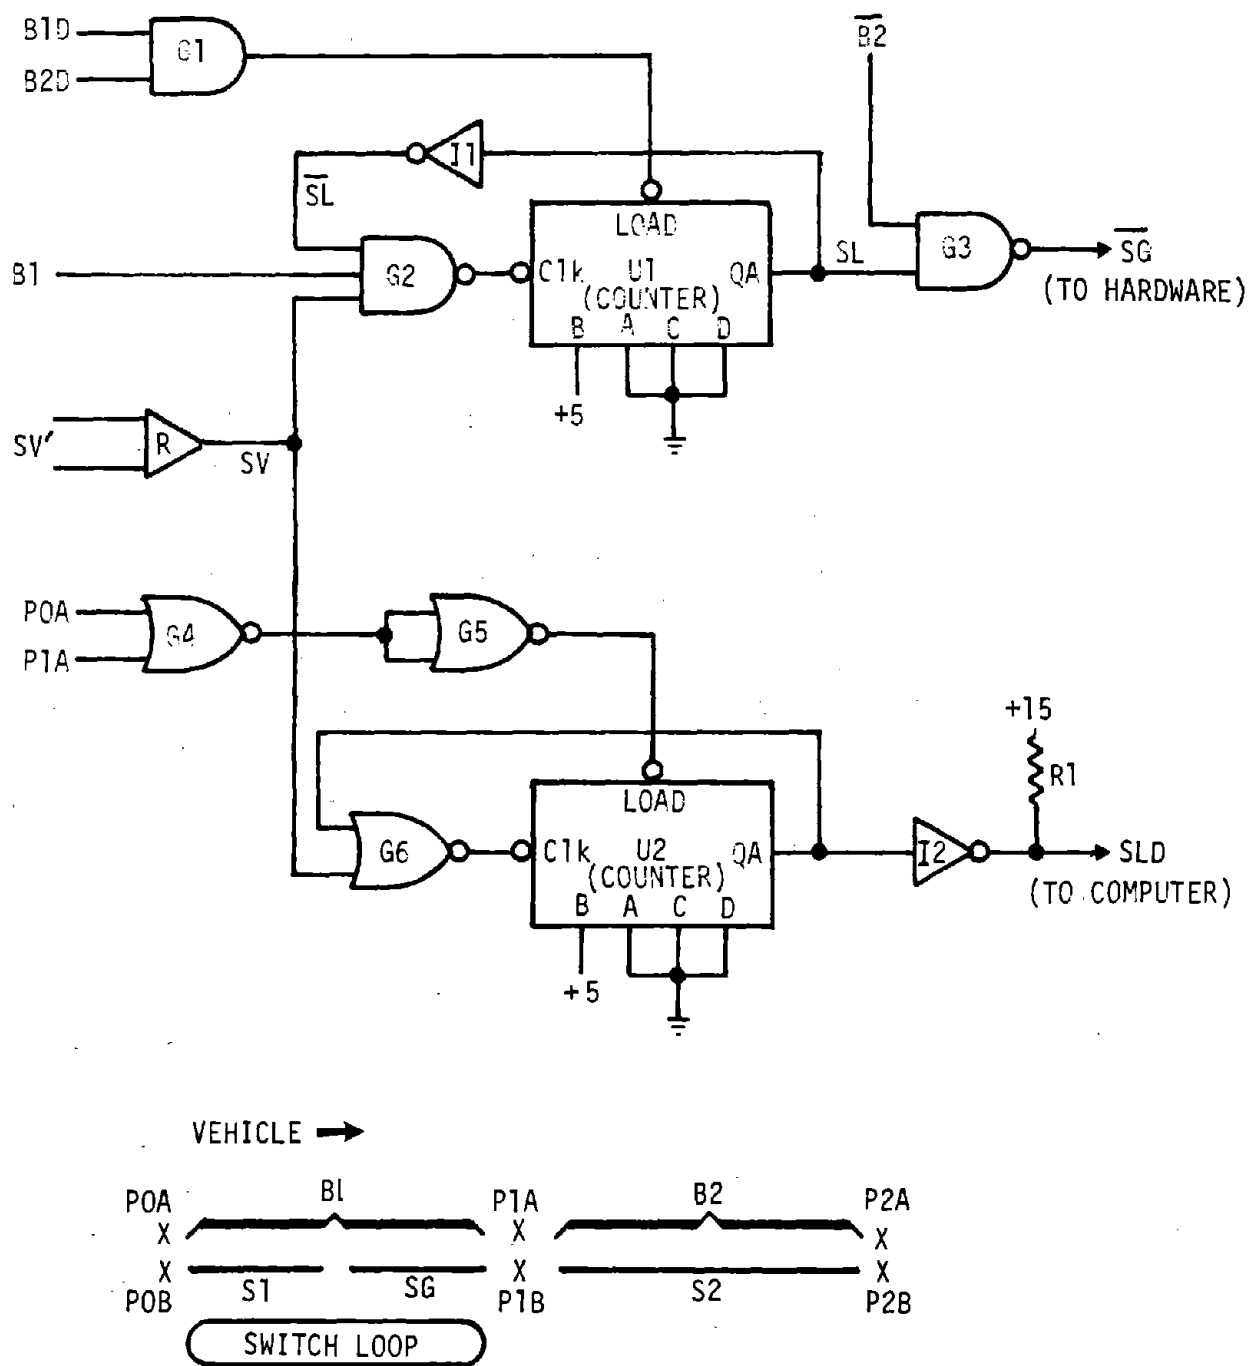 B1D
B2D
G1
B2
I1
SL
LOAD
G3
SG
B1
G2
Clk U1 QA
(COUNTER)
SL
(TO HARDWARE)
B A C D
+5
SV'
R
SV
P0A
P1A
G4
G5
+15
R1
LOAD
G6
Clk U2 QA
(COUNTER)
I2
SLD
(TO COMPUTER)
B A C D
+5
VEHICLE
P0A B1 P1A B2 P2A
X X X
X X X
P0B S1 SG P1B S2 P2B
SWITCH LOOP